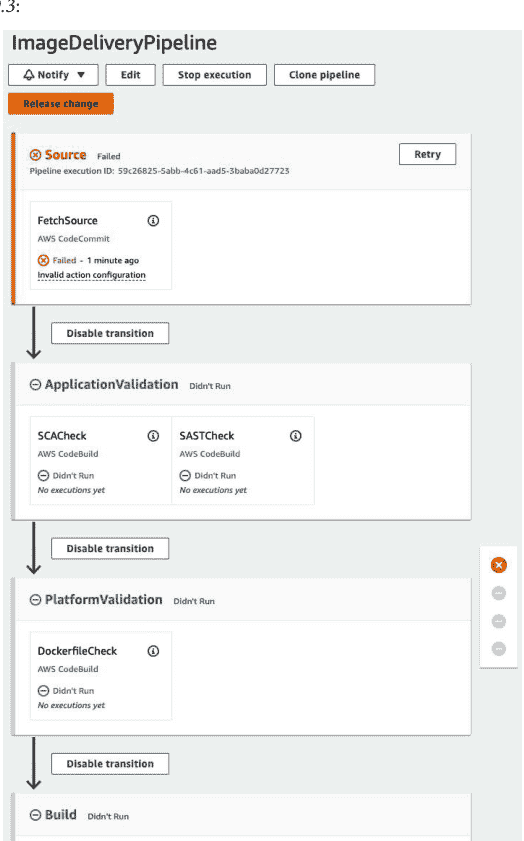 9.3:
ImageDeliveryPipeline
Notify
Edit
Stop execution
Clone pipeline
Release change
Source Failed
Retry
Pipeline execution ID: 59c26825-5abb-4c61-aad5-3baba0d27723
FetchSource
AWS CodeCommit
Failed - 1 minute ago
Invalid action configuration
Disable transition
ApplicationValidation Didn't Run
SCACheck
AWS CodeBuild
Didn't Run
No executions yet
SASTCheck
AWS CodeBuild
Didn't Run
No executions yet
Disable transition
PlatformValidation Didn't Run
DockerfileCheck
AWS CodeBuild
Didn't Run
No executions yet
Disable transition
Build Didn't Run